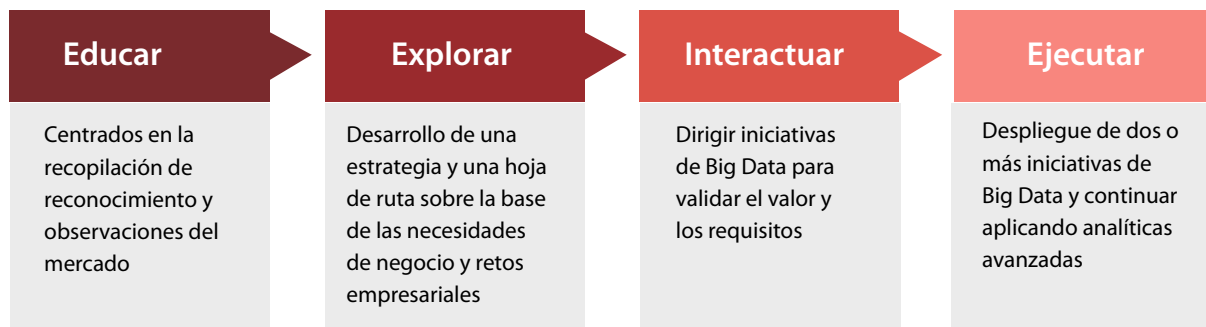 Educar
Centrados en la
recopilación de
reconocimiento y
observaciones del
mercado
Explorar
Desarrollo de una
estrategia y una hoja
de ruta sobre la base
de las necesidades
de negocio y retos
empresariales
Interactuar
Dirigir iniciativas
de Big Data para
validar el valor y
los requisitos
Ejecutar
Despliegue de dos o
más iniciativas de
Big Data y continuar
aplicando analíticas
avanzadas